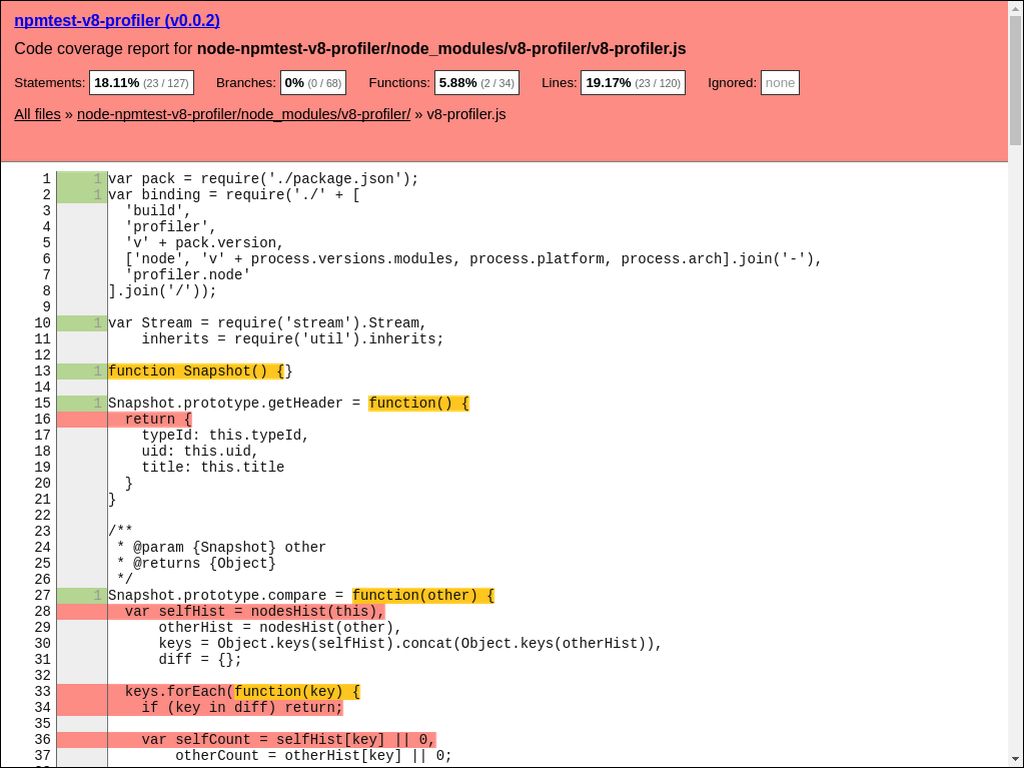 npmtest-v8-profiler (v0.0.2)
Code coverage report for node-npmtest-v8-profiler/node_modules/v8-profiler/v8-profiler.js
Statements: 18.11% (23 / 127) Branches: 0% (0 / 68) Functions: 5.88% (2 / 34) Lines: 19.17% (23 / 120) Ignored: none
All files » node-npmtest-v8-profiler/node_modules/v8-profiler/ » v8-profiler.js
1 1 var pack = require('./package.json');
2 1 var binding = require('./' + [
3   'build',
4   'profiler',
5   'v' + pack.version,
6   ['node', 'v' + process.versions.modules, process.platform, process.arch].join('-'),
7   'profiler.node'
8 ].join('/'));
9
10 1 var Stream = require('stream').Stream,
11     inherits = require('util').inherits;
12
13 1 function Snapshot() {}
14
15 1 Snapshot.prototype.getHeader = function() {
16   return {
17     typeId: this.typeId,
18     uid: this.uid,
19     title: this.title
20   }
21 }
22
23 /**
24  * @param {Snapshot} other
25  * @returns {Object}
26  */
27 1 Snapshot.prototype.compare = function(other) {
28   var selfHist = nodesHist(this),
29       otherHist = nodesHist(other),
30       keys = Object.keys(selfHist).concat(Object.keys(otherHist)),
31       diff = {};
32
33   keys.forEach(function(key) {
34     if (key in diff) return;
35
36     var selfCount = selfHist[key] || 0,
37         otherCount = otherHist[key] || 0;